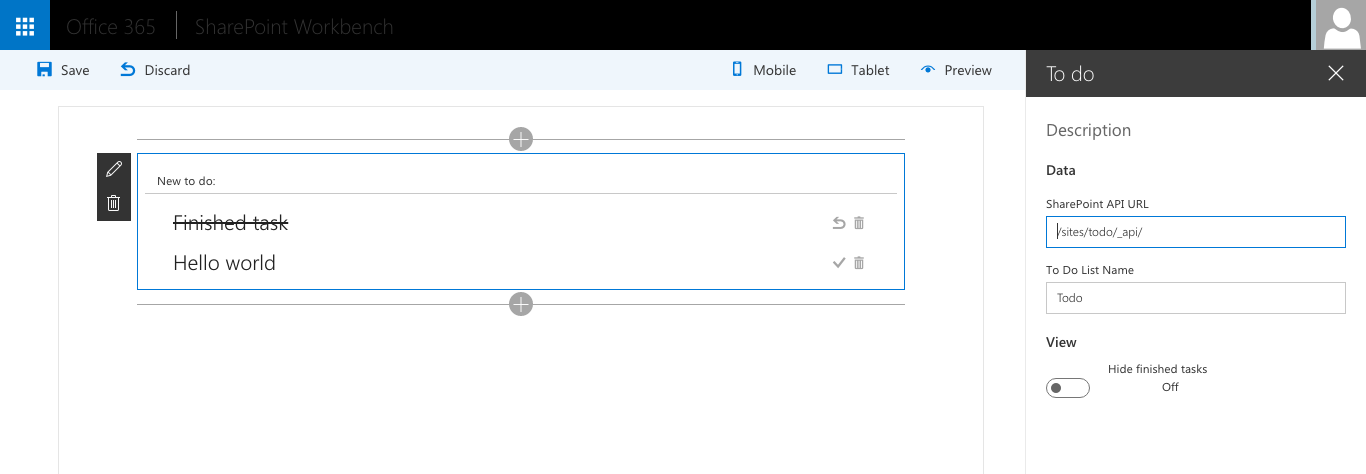 Office 365 SharePoint Workbench
Save Discard Mobile Tablet Preview
To do
New to do:
Finished task
Hello world
Description
Data
SharePoint API URL
/sites/todo/_api/
To Do List Name
Todo
View
Hide finished tasks
Off